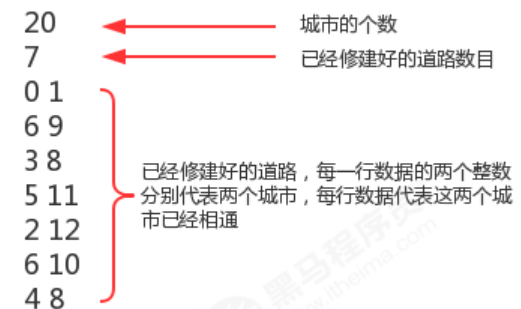 20
城市的个数
7
已经修建好的道路数目
0 1
6 9
3 8
5 11
2 12
6 10
4 8
已经修建好的道路，每一行数据的两个整数
分别代表两个城市，每行数据代表这两个城
市已经相通
黑马程序员
www.itheima.com